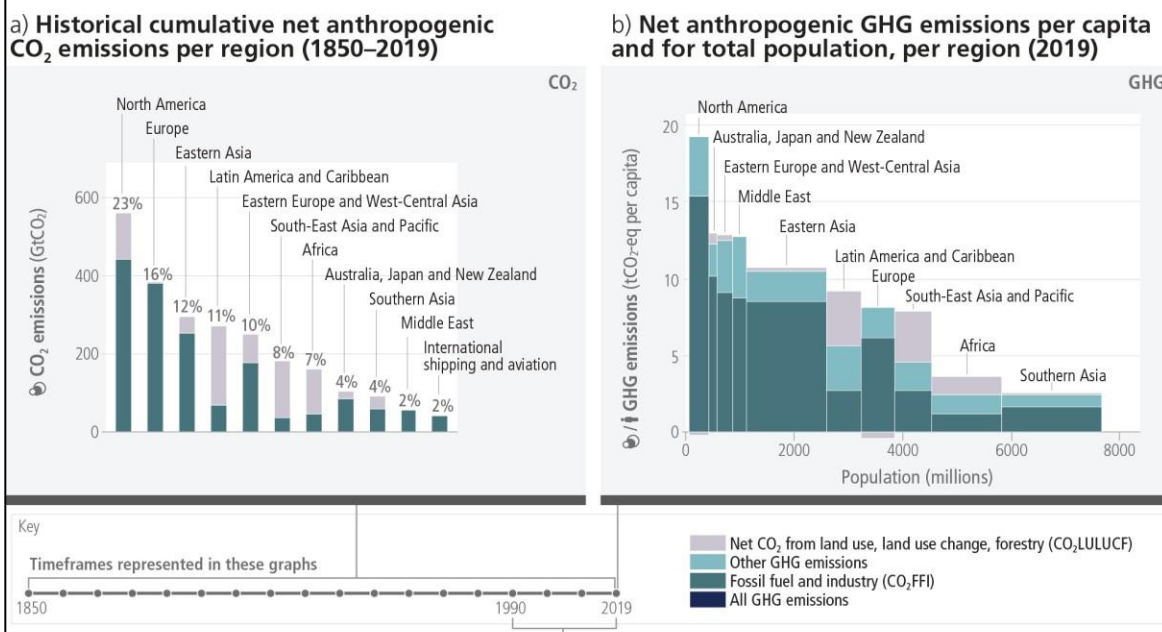 a) Historical cumulative net anthropogenic
CO₂ emissions per region (1850–2019)
CO₂
North America
Europe
Eastern Asia
Latin America and Caribbean
Eastern Europe and West-Central Asia
South-East Asia and Pacific
Africa
Australia, Japan and New Zealand
Southern Asia
Middle East
International
shipping and aviation
CO₂ emissions (GtCO₂)
600
400
200
0
23%
16%
12%
11%
10%
8%
7%
4%
4%
2%
2%
b) Net anthropogenic GHG emissions per capita
and for total population, per region (2019)
GHG
North America
Australia, Japan and New Zealand
Eastern Europe and West-Central Asia
Middle East
Eastern Asia
Latin America and Caribbean
Europe
South-East Asia and Pacific
Africa
Southern Asia
/ GHG emissions (tCO₂-eq per capita)
20
15
10
5
0
0 2000 4000 6000 8000
Population (millions)
Key
Timeframes represented in these graphs
1850 1990 2019
Net CO₂ from land use, land use change, forestry (CO₂LULUCF)
Other GHG emissions
Fossil fuel and industry (CO₂FFI)
All GHG emissions